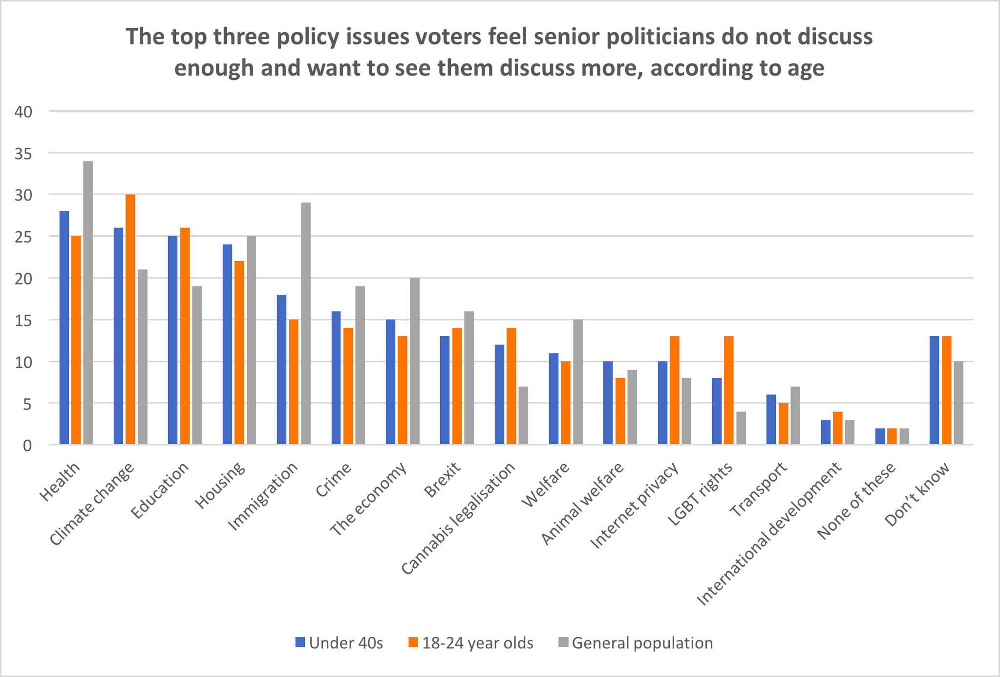 The top three policy issues voters feel senior politicians do not discuss
enough and want to see them discuss more, according to age
40
35
30
25
20
15
10
5
0
Health
Climate change
Education
Housing
Immigration
Crime
The economy
Brexit
Cannabis legalisation
Welfare
Animal welfare
Internet privacy
LGBT rights
Transport
International development
None of these
Don’t know
Under 40s
18-24 year olds
General population